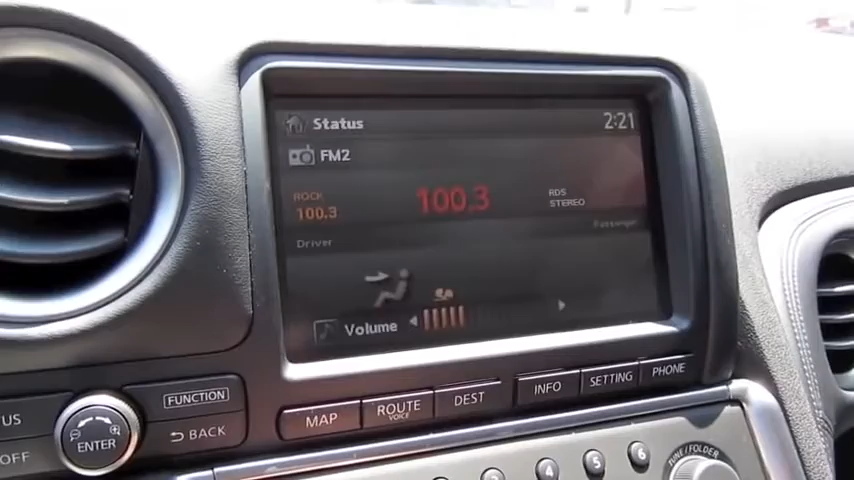 Status 2:21
FM2
ROCK
100.3
100.3
RDS
STEREO
Passenger
Driver
Volume
FUNCTION
ENTER
BACK
OFF
MAP
ROUTE
VOICE
DEST
INFO
SETTING
PHONE
4 5 6
TUNE/FOLDER